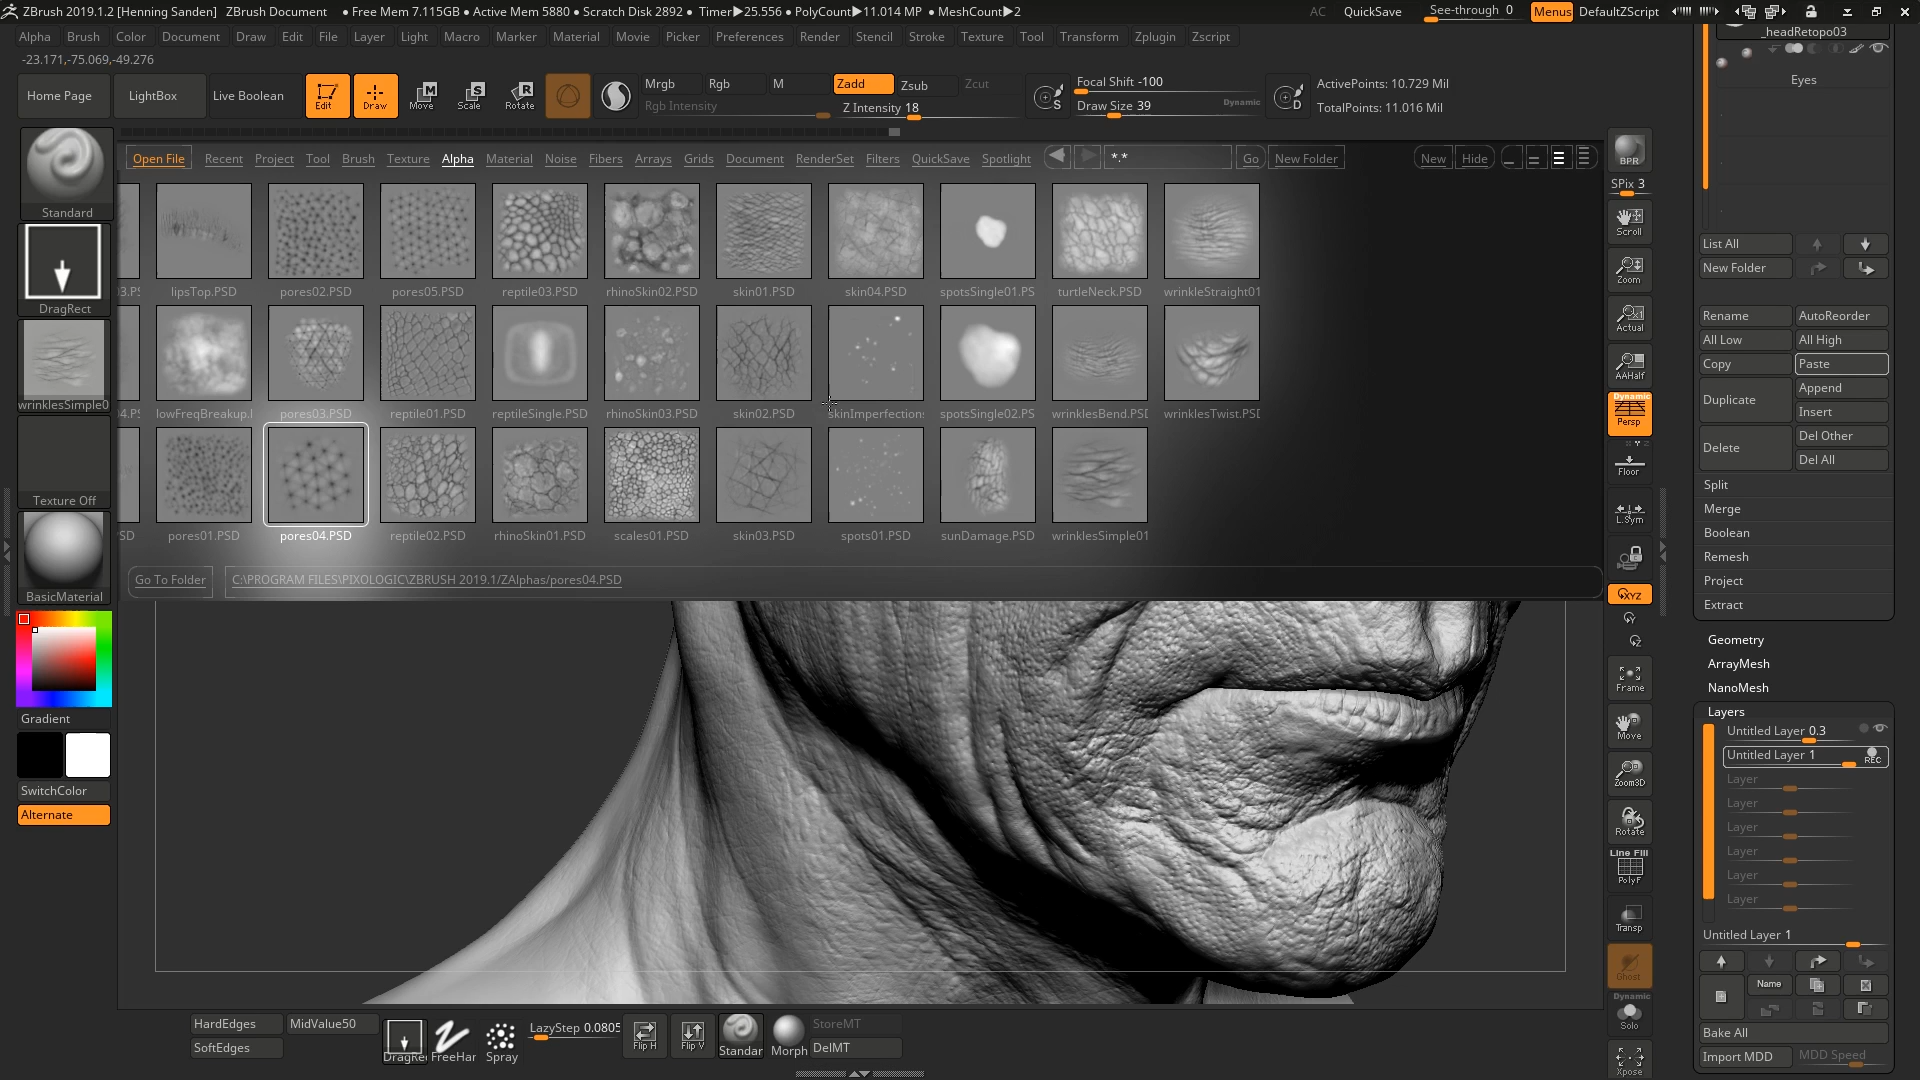 ZBrush 2019.1.2 [Henning Sanden] ZBrush Document • Free Mem 7.115GB • Active Mem 5880 • Scratch Disk 2892 • Timer▶25.556 • PolyCount▶11.014 MP • MeshCount▶2 AC QuickSave See-through 0 Menus DefaultZScript
Alpha Brush Color Document Draw Edit File Layer Light Macro Marker Material Movie Picker Preferences Render Stencil Stroke Texture Tool Transform Zplugin Zscript
-23.171,-75.069,-49.276
Home Page LightBox Live Boolean Edit Draw Move Scale Rotate
Mrgb Rgb M Zadd Zsub Zcut
Rgb Intensity Z Intensity 18
Focal Shift -100
Draw Size 39 Dynamic
ActivePoints: 10.729 Mil
TotalPoints: 11.016 Mil
Open File Recent Project Tool Brush Texture Alpha Material Noise Fibers Arrays Grids Document RenderSet Filters QuickSave Spotlight *.* Go New Folder New Hide
lipsTop.PSD pores02.PSD pores05.PSD reptile03.PSD rhinoSkin02.PSD skin01.PSD skin04.PSD spotsSingle01.PS turtleNeck.PSD wrinkleStraight01
lowFreqBreakup.I pores03.PSD reptile01.PSD reptileSingle.PSD rhinoSkin03.PSD skin02.PSD skinImperfections spotsSingle02.PS wrinklesBend.PSD wrinklesTwist.PSD
pores01.PSD pores04.PSD reptile02.PSD rhinoSkin01.PSD scales01.PSD skin03.PSD spots01.PSD sunDamage.PSD wrinklesSimple01
Go To Folder C:\PROGRAM FILES\PIXOLOGIC\ZBRUSH 2019.1/ZAlphas/pores04.PSD
Standard
DragRect
wrinklesSimple0
Texture Off
BasicMaterial
Gradient
SwitchColor
Alternate
HardEdges MidValue50
SoftEdges
DragRe FreeHar Spray
LazyStep 0.0805
Flip H Flip V Standar Morph
StoreMT
DelMT
BPR
SPix 3
Scroll
Zoom
Actual
AAHalf
Dynamic
Persp
Floor
L.Sym
XYZ
Frame
Move
Zoom3D
Rotate
Line Fill
PolyF
Transp
Ghost
Dynamic
Solo
Xpose
_headRetopo03
Eyes
List All
New Folder
Rename AutoReorder
All Low All High
Copy Paste
Duplicate Append
Insert
Delete Del Other
Del All
Split
Merge
Boolean
Remesh
Project
Extract
Geometry
ArrayMesh
NanoMesh
Layers
Untitled Layer 0.3
Untitled Layer 1 REC
Layer
Layer
Layer
Layer
Layer
Layer
Untitled Layer 1
Name
Bake All
Import MDD MDD Speed